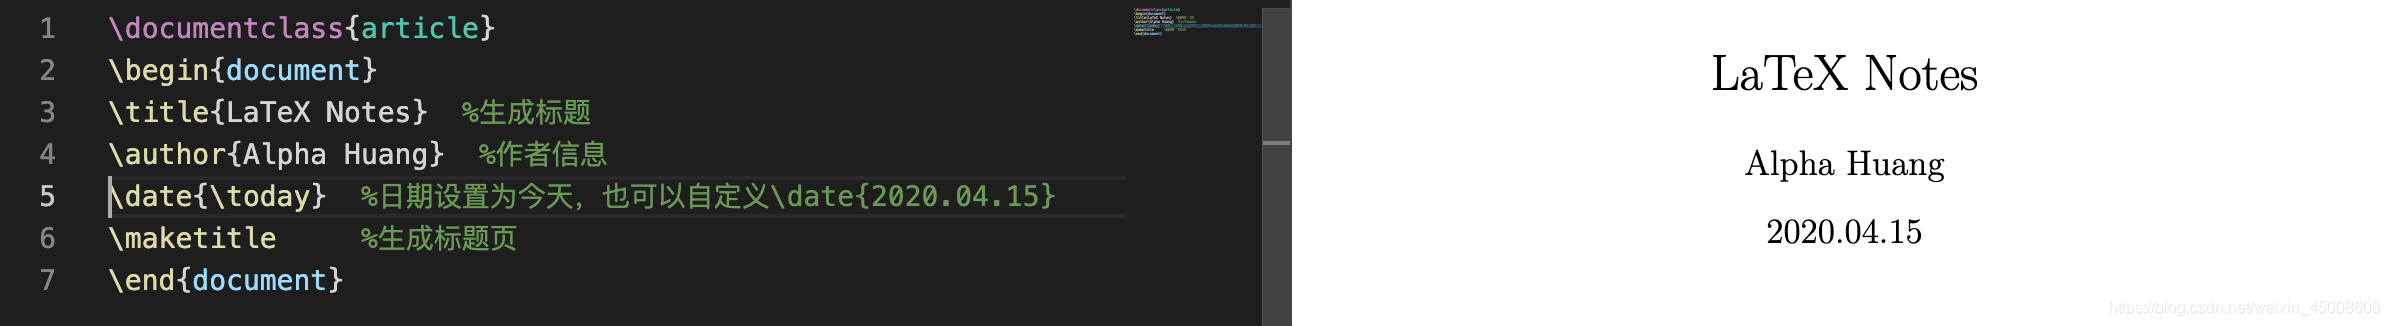 1 \documentclass{article}
2 \begin{document}
3 \title{LaTeX Notes} %生成标题
4 \author{Alpha Huang} %作者信息
5 \date{\today} %日期设置为今天，也可以自定义\date{2020.04.15}
6 \maketitle %生成标题页
7 \end{document}
LaTeX Notes
Alpha Huang
2020.04.15
https://blog.csdn.net/weixin_45008608